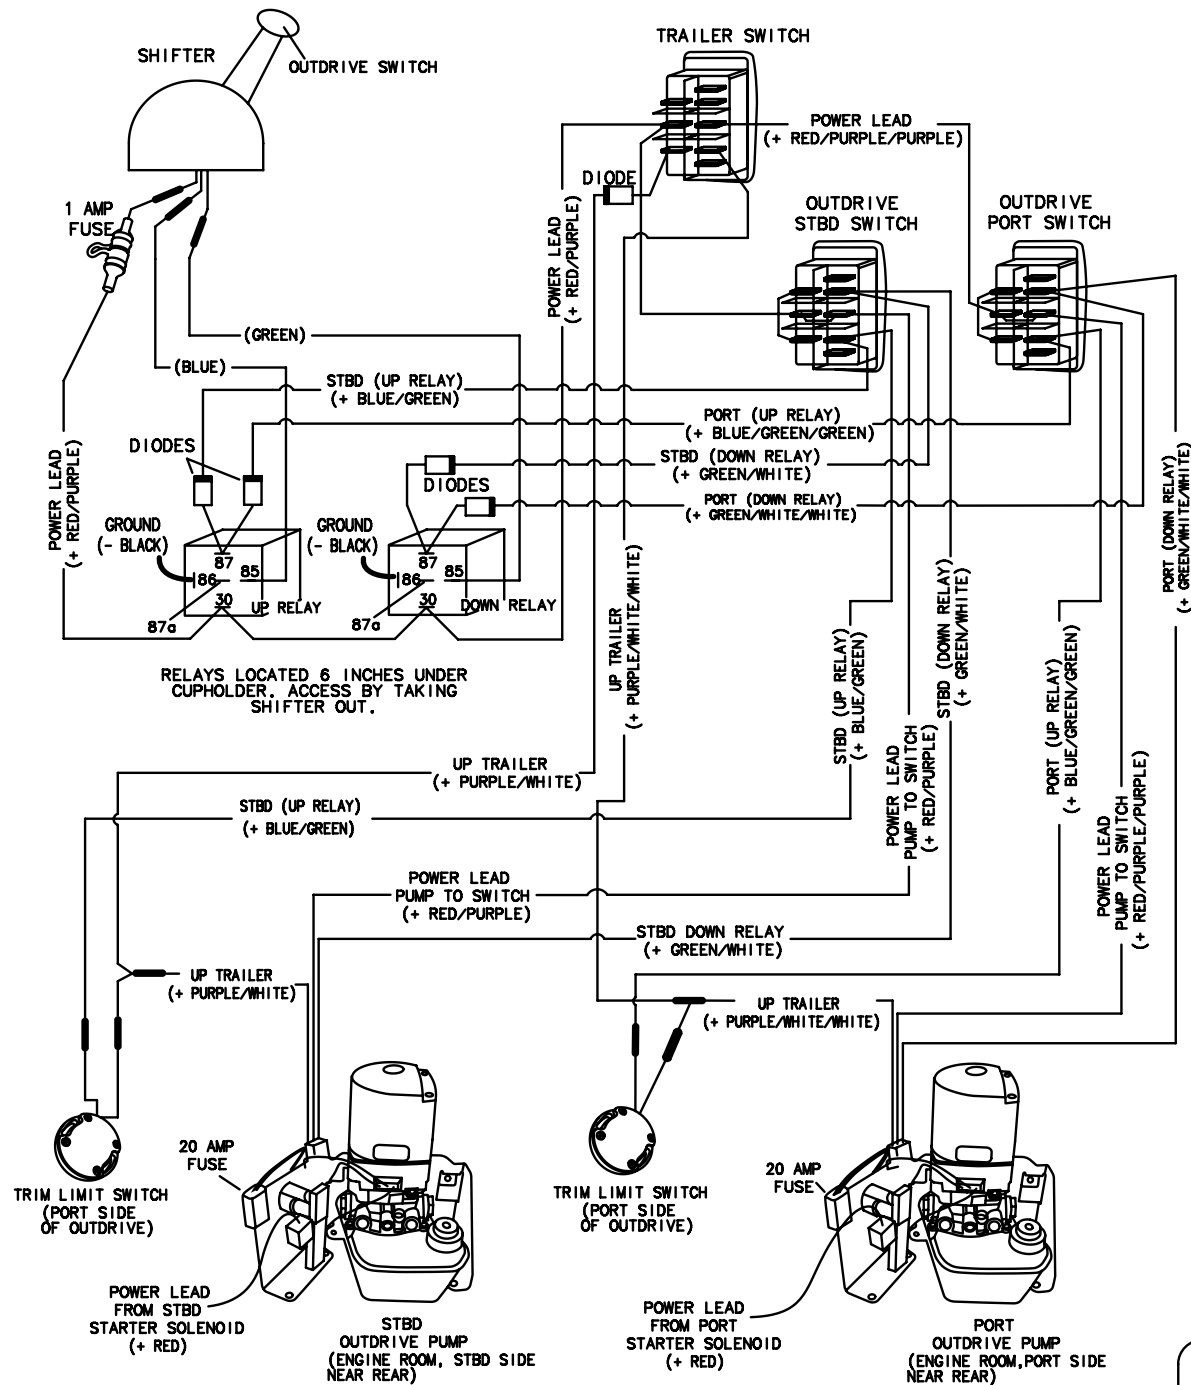 TRAILER SWITCH
SHIFTER
OUTDRIVE SWITCH
POWER LEAD
(+ RED/PURPLE/PURPLE)
DIODE
1 AMP
FUSE
OUTDRIVE
STBD SWITCH
OUTDRIVE
PORT SWITCH
POWER LEAD
(+ RED/PURPLE)
(GREEN)
(BLUE)
STBD (UP RELAY)
(+ BLUE/GREEN)
PORT (UP RELAY)
(+ BLUE/GREEN/GREEN)
DIODES
STBD (DOWN RELAY)
(+ GREEN/WHITE)
DIODES
PORT (DOWN RELAY)
(+ GREEN/WHITE/WHITE)
POWER LEAD
(+ RED/PURPLE)
GROUND
(- BLACK)
GROUND
(- BLACK)
87
86
85
30
87a
UP RELAY
87
86
85
30
87a
DOWN RELAY
PORT (DOWN RELAY)
(+ GREEN/WHITE/WHITE)
RELAYS LOCATED 6 INCHES UNDER
CUPHOLDER. ACCESS BY TAKING
SHIFTER OUT.
UP TRAILER
(+ PURPLE/WHITE/WHITE)
STBD (UP RELAY)
(+ BLUE/GREEN)
STBD (DOWN RELAY)
(+ GREEN/WHITE)
PORT (UP RELAY)
(+ BLUE/GREEN/GREEN)
UP TRAILER
(+ PURPLE/WHITE)
STBD (UP RELAY)
(+ BLUE/GREEN)
POWER LEAD
PUMP TO SWITCH
(+ RED/PURPLE)
POWER LEAD
PUMP TO SWITCH
(+ RED/PURPLE/PURPLE)
POWER LEAD
PUMP TO SWITCH
(+ RED/PURPLE)
STBD DOWN RELAY
(+ GREEN/WHITE)
UP TRAILER
(+ PURPLE/WHITE)
UP TRAILER
(+ PURPLE/WHITE/WHITE)
20 AMP
FUSE
20 AMP
FUSE
TRIM LIMIT SWITCH
(PORT SIDE
OF OUTDRIVE)
TRIM LIMIT SWITCH
(PORT SIDE
OF OUTDRIVE)
POWER LEAD
FROM STBD
STARTER SOLENOID
(+ RED)
STBD
OUTDRIVE PUMP
(ENGINE ROOM, STBD SIDE
NEAR REAR)
POWER LEAD
FROM PORT
STARTER SOLENOID
(+ RED)
PORT
OUTDRIVE PUMP
(ENGINE ROOM,PORT SIDE
NEAR REAR)